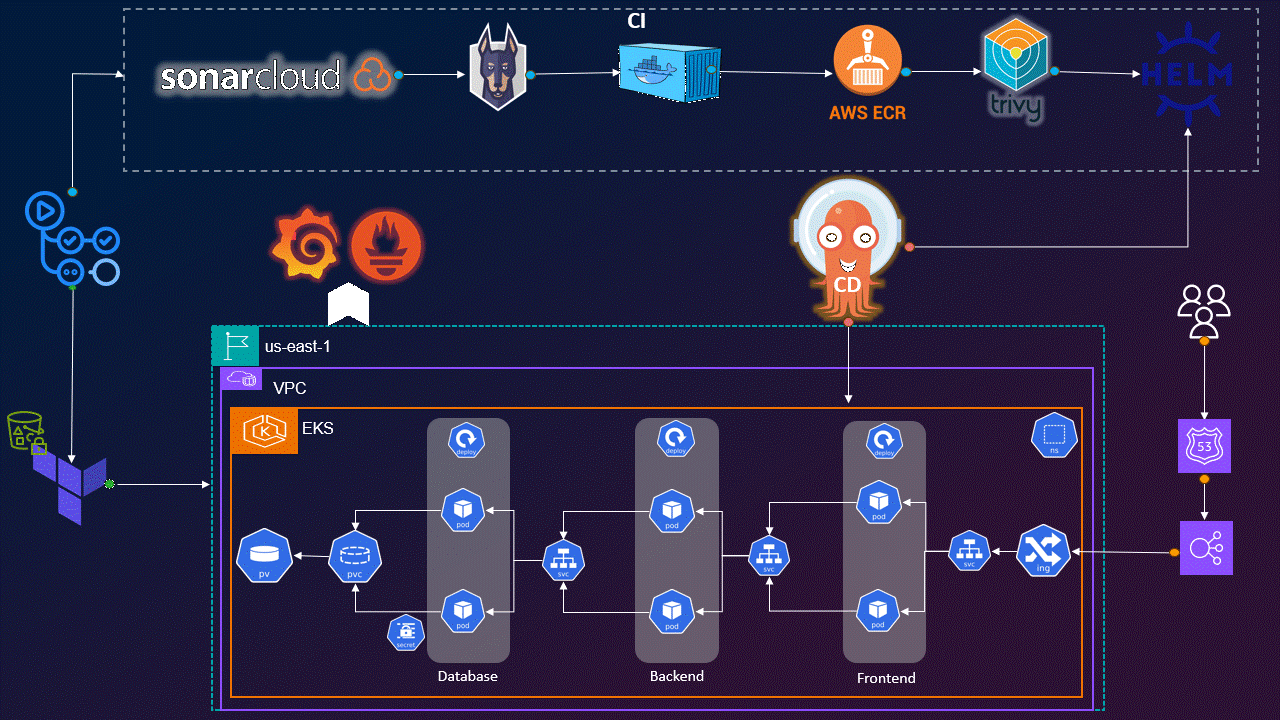 CI
sonarcloud
AWS ECR
trivy
HELM
CD
us-east-1
VPC
EKS
deploy
deploy
deploy
ns
53
pod
pod
pod
pv
pvc
svc
svc
svc
ing
pod
pod
pod
secret
Database
Backend
Frontend